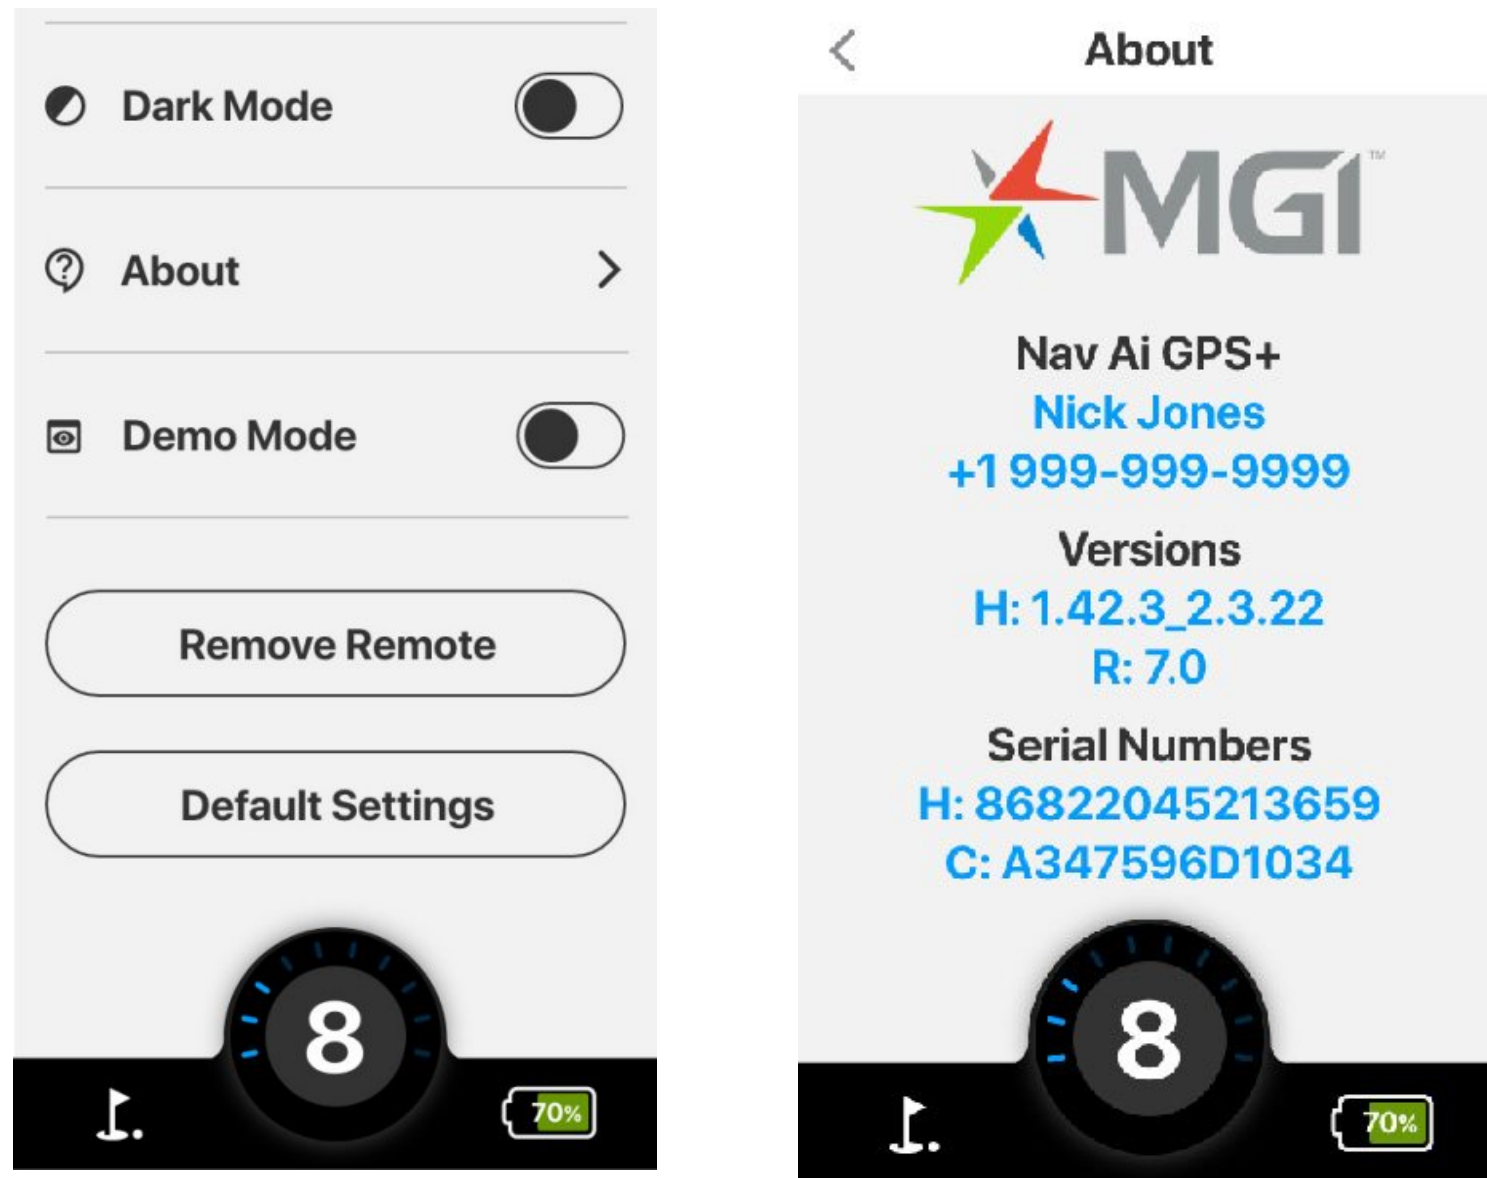 Dark Mode
About
Demo Mode
Remove Remote
Default Settings
8
70%
About
MGI™
Nav Ai GPS+
Nick Jones
+1 999-999-9999
Versions
H: 1.42.3_2.3.22
R: 7.0
Serial Numbers
H: 86822045213659
C: A347596D1034
8
70%